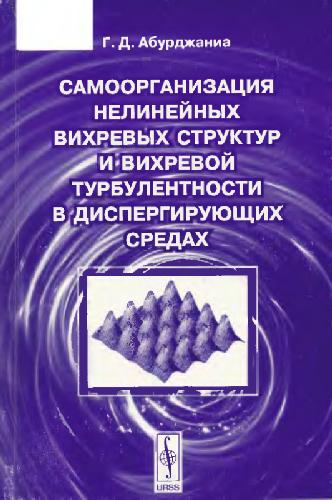 Г. Д. Абурджаниа
САМООРГАНИЗАЦИЯ
НЕЛИНЕЙНЫХ
ВИХРЕВЫХ СТРУКТУР
И ВИХРЕВОЙ
ТУРБУЛЕНТНОСТИ
В ДИСПЕРГИРУЮЩИХ
СРЕДАХ
URSS